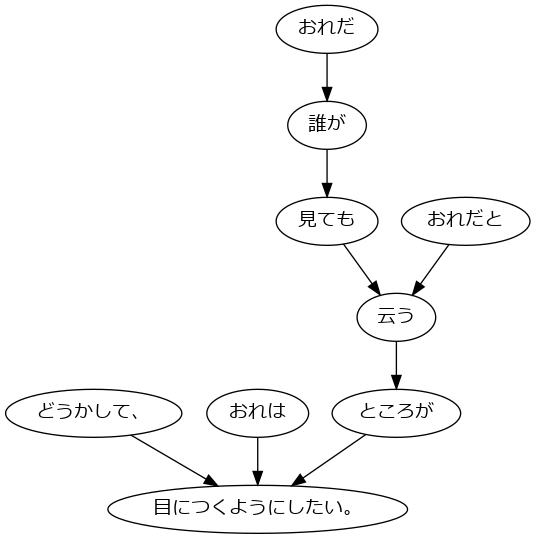 おれだ
誰が
見ても おれだと
云う
どうかして、 おれは ところが
目につくようにしたい。